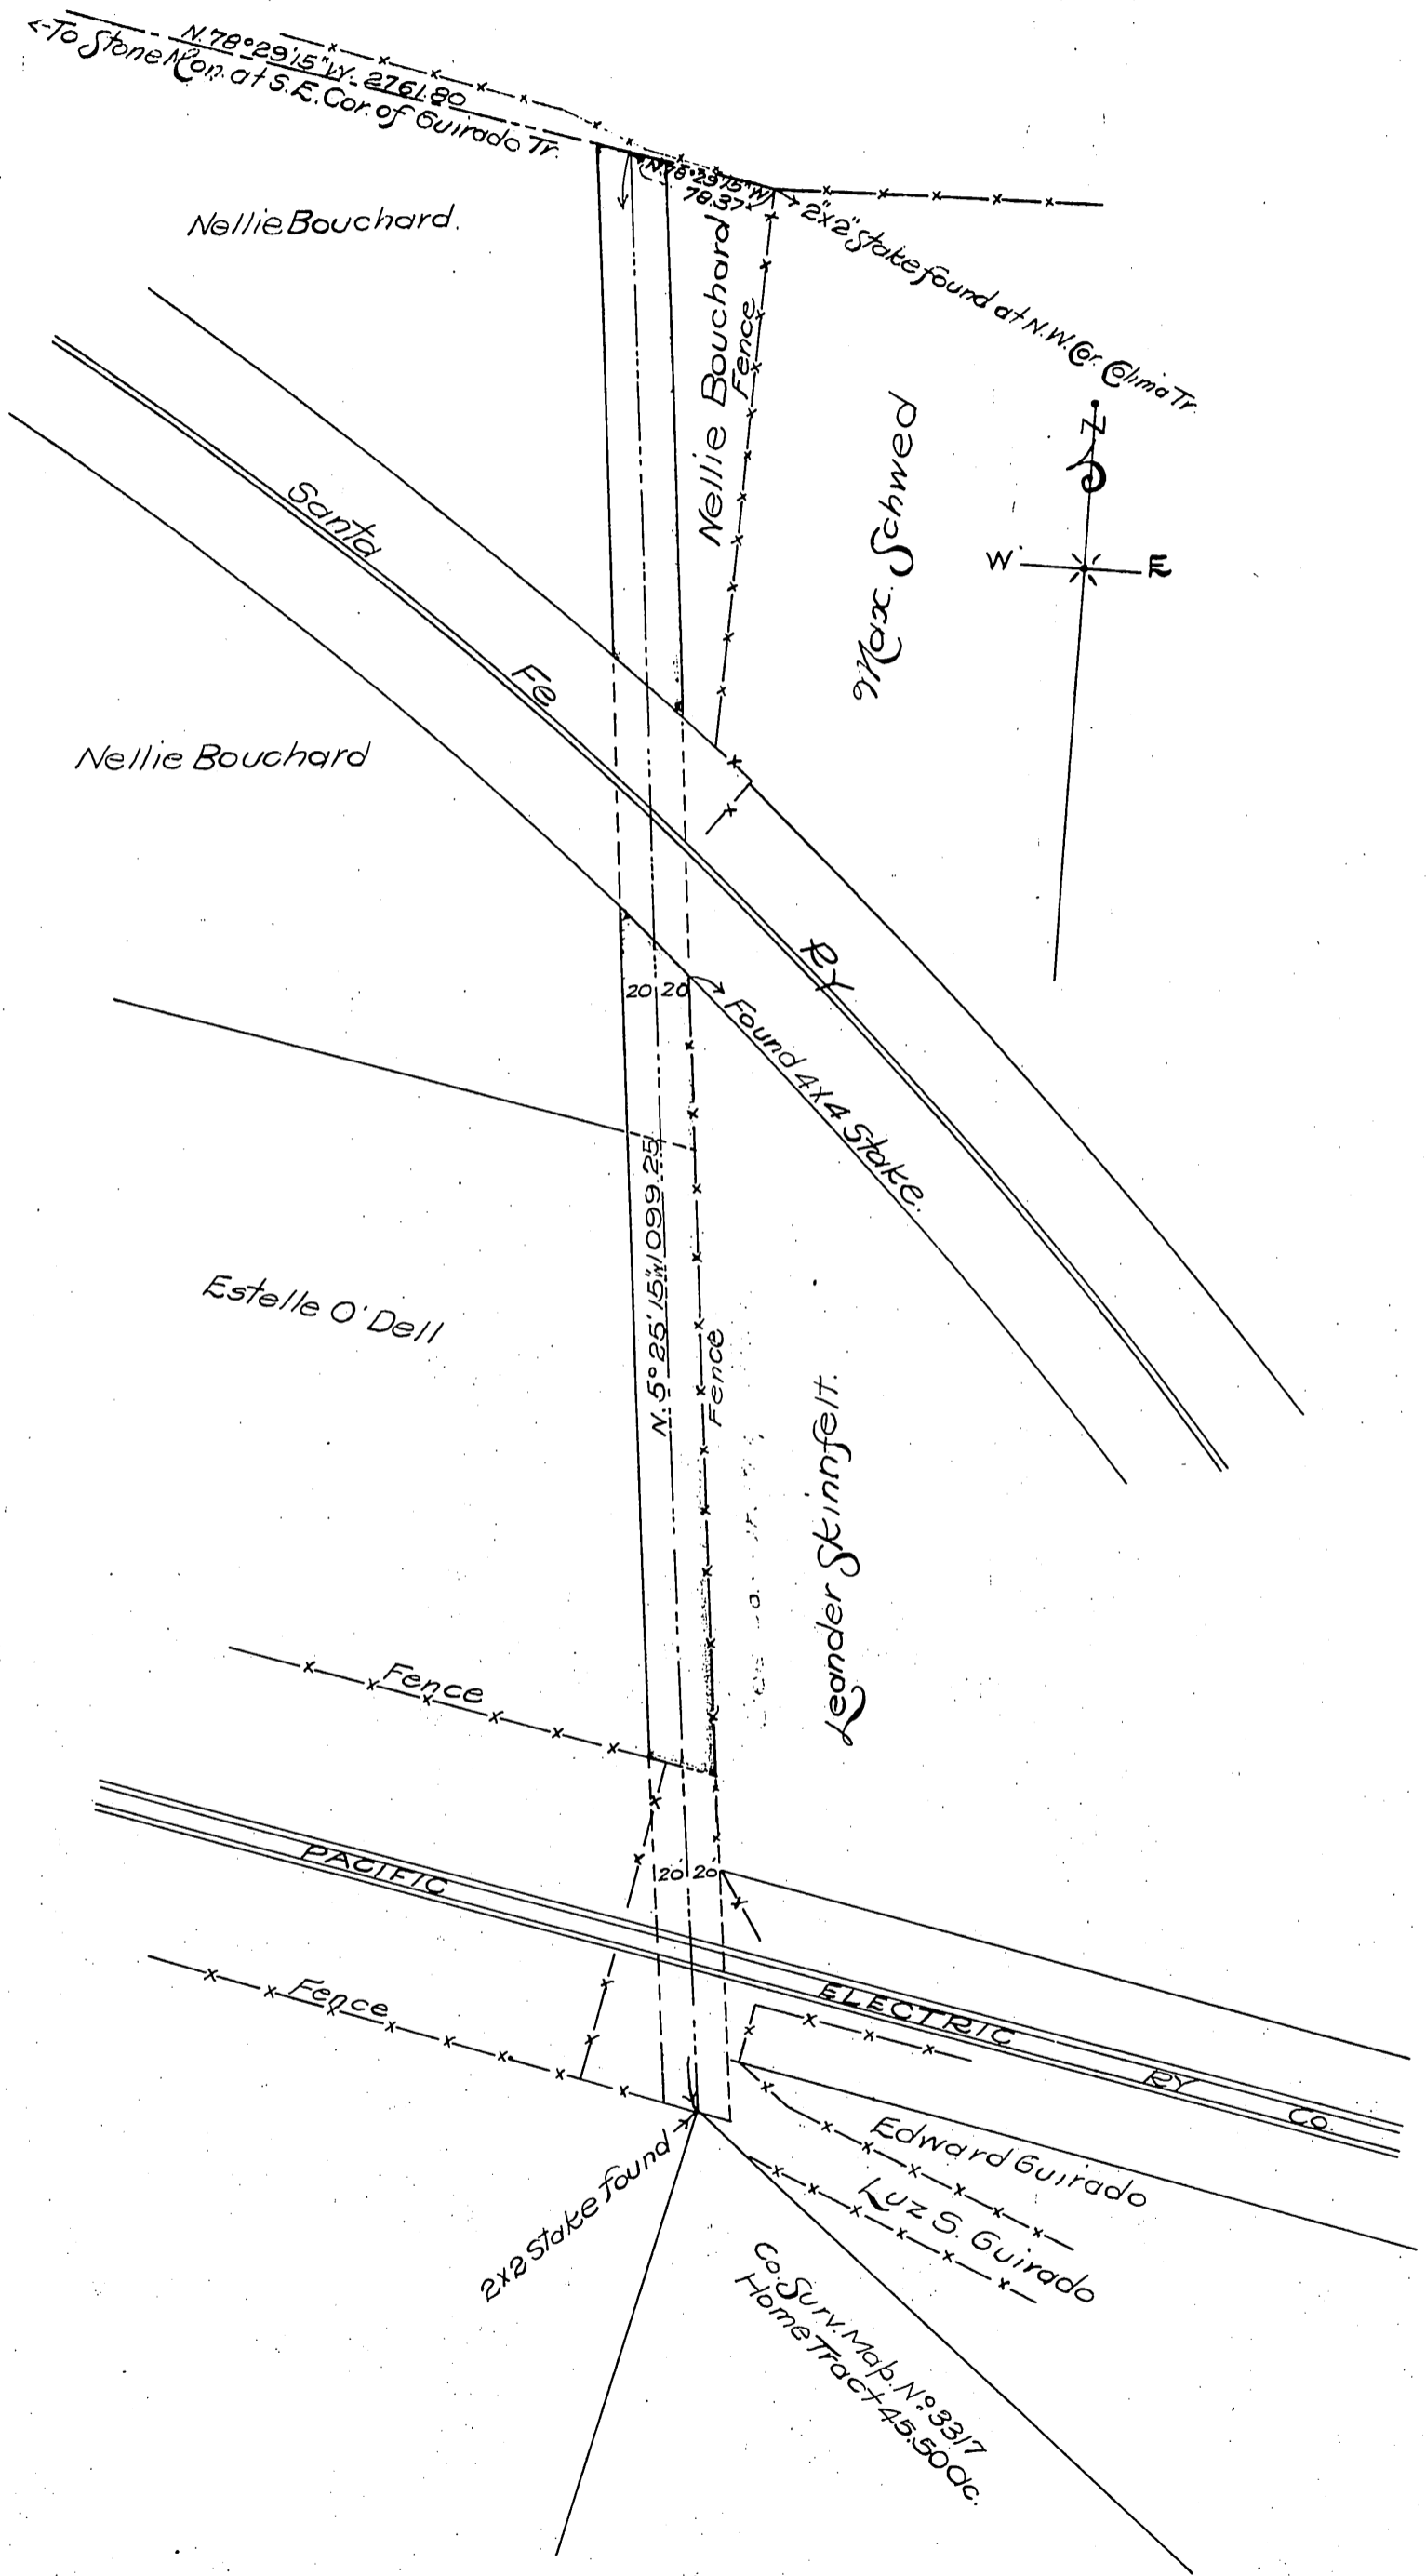 N.78°29'15"W. 2761.80
<-To Stone Mon. at S.E. Cor. of Guirado Tr.
N.78°29'15"W
78.37
2"x2" Stake found at N.W. Cor. Colima Tr.
Nellie Bouchard.
Nellie Bouchard
Fence
Max. Schwed
N
W
E
Santa Fe RY
Nellie Bouchard
20 20
Found 4x4 Stake.
N. 5° 25' 15" W 1099.25
Estelle O'Dell
Fence
Leander Skinnfelt.
Fence
20' 20'
PACIFIC ELECTRIC RY Co.
Fence
2x2 Stake found
Edward Guirado
Luz S. Guirado
Co. Surv. Map. No 3317
Home Tract 45.50 ac.